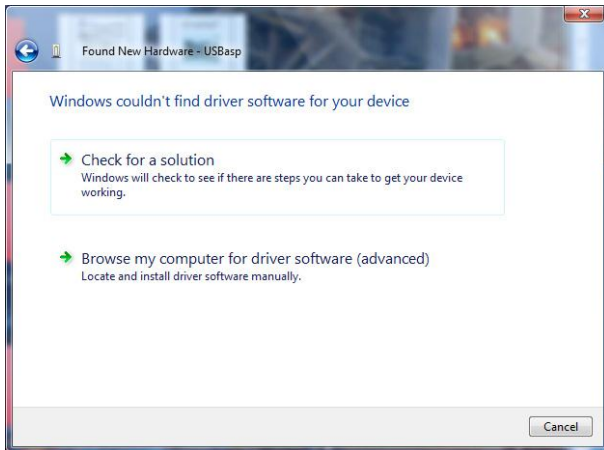 Found New Hardware - USBasp
Windows couldn't find driver software for your device
Check for a solution
Windows will check to see if there are steps you can take to get your device
working.
Browse my computer for driver software (advanced)
Locate and install driver software manually.
Cancel